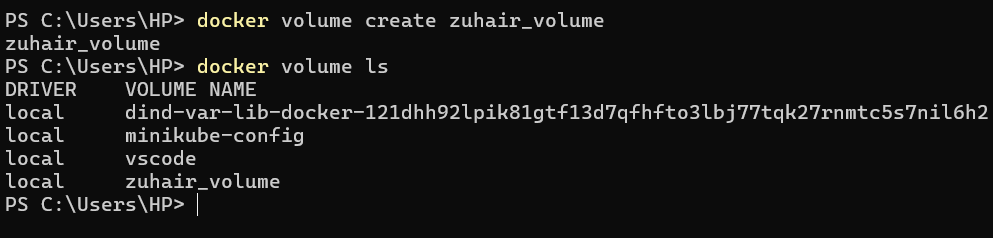 PS C:\Users\HP> docker volume create zuhair_volume
zuhair_volume
PS C:\Users\HP> docker volume ls
DRIVER    VOLUME NAME
local     dind-var-lib-docker-121dhh92lpik81gtf13d7qfhfto3lbj77tqk27rnmtc5s7nil6h2
local     minikube-config
local     vscode
local     zuhair_volume
PS C:\Users\HP>